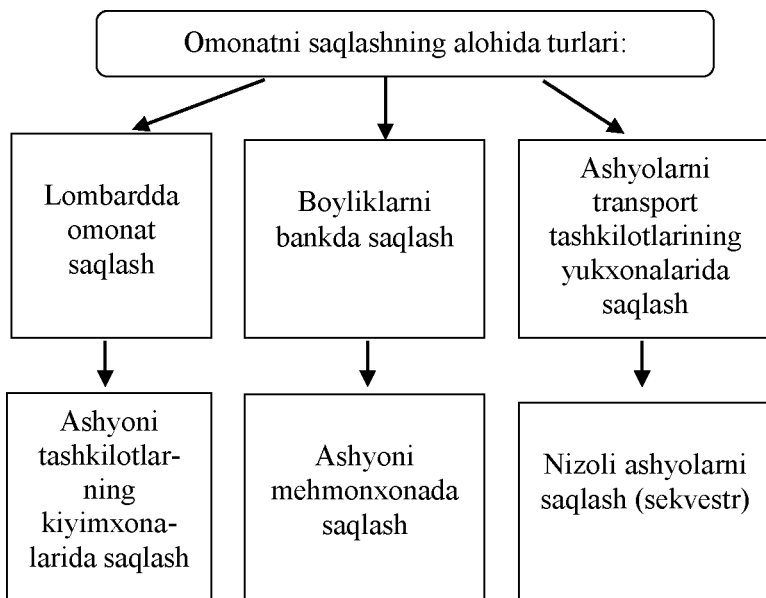 Omonatni saqlashning alohida turlari:
Lombardda
omonat
saqlash
Boyliklarni
bankda saqlash
Ashyolarni
transport
tashkilotlarining
yukxonalarida
saqlash
Ashyoni
tashkilotlar-
ning
kiyimxona-
larida saqlash
Ashyoni
mehmonxonada
saqlash
Nizoli ashyolarni
saqlash (sekvestr)